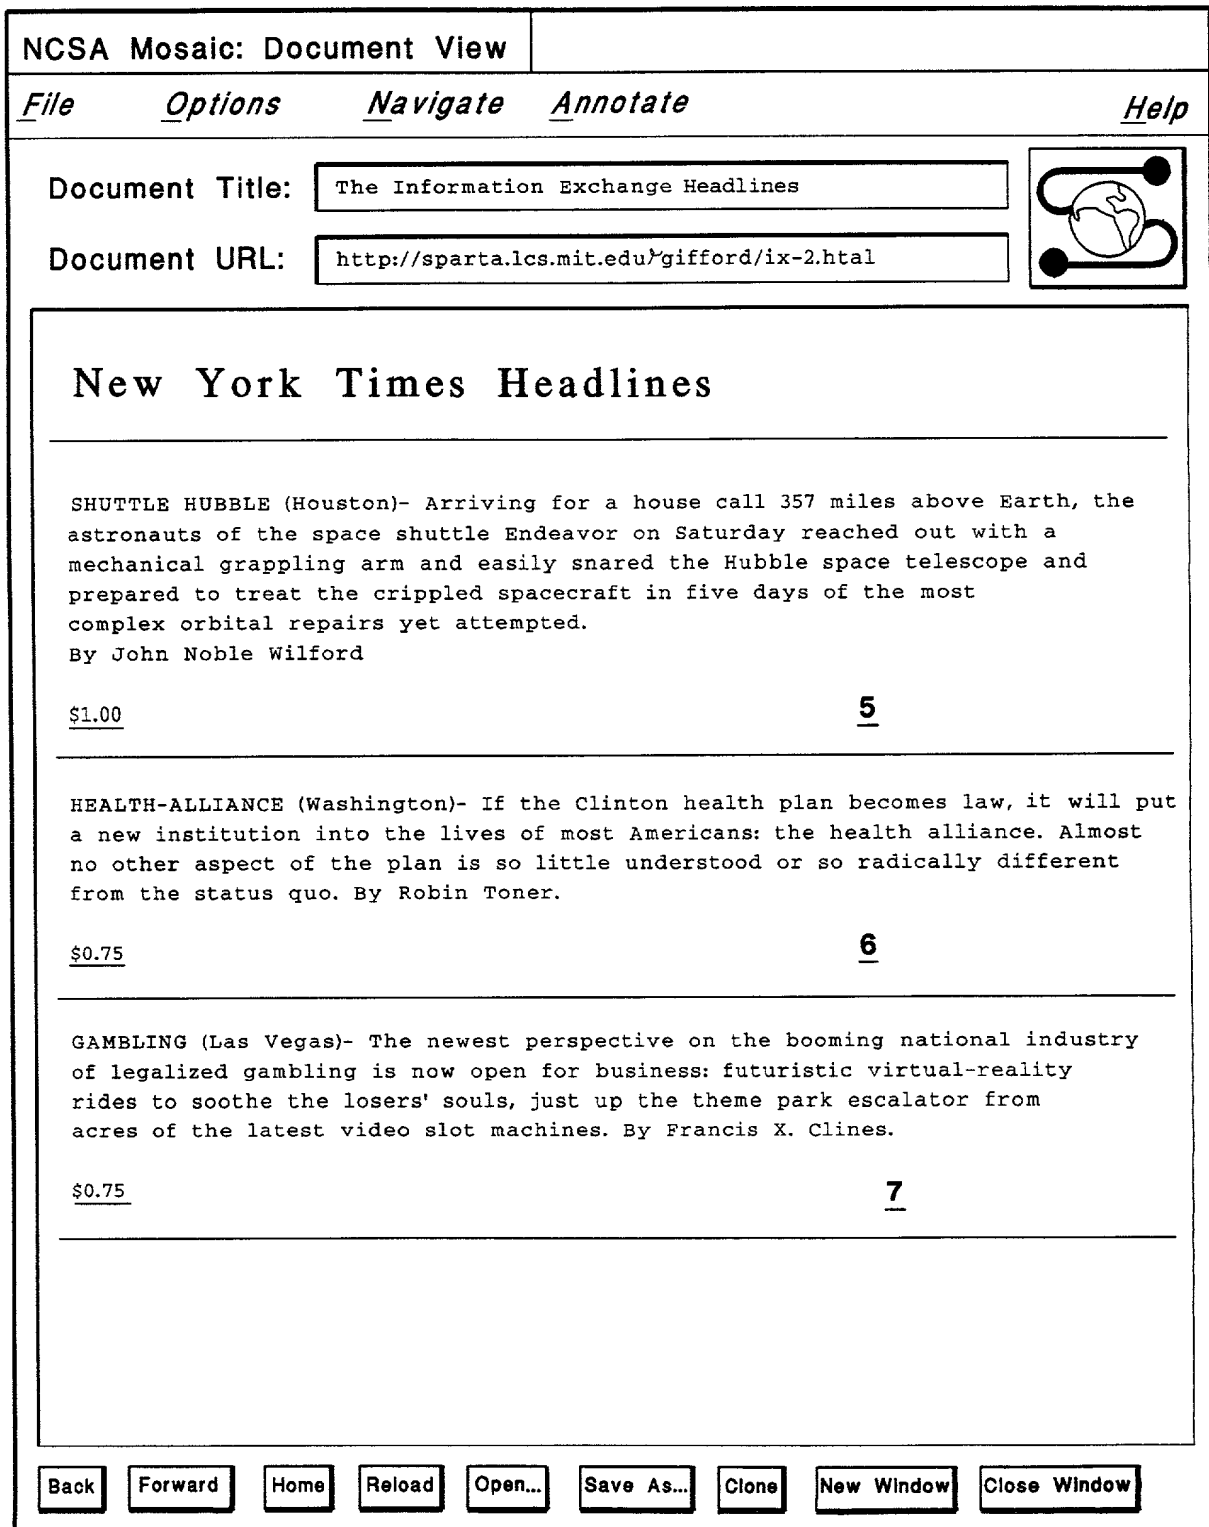 NCSA Mosaic: Document View
File Options Navigate Annotate Help
Document Title: The Information Exchange Headlines
Document URL: http://sparta.lcs.mit.edu/~gifford/ix-2.htal
New York Times Headlines
SHUTTLE HUBBLE (Houston)- Arriving for a house call 357 miles above Earth, the
astronauts of the space shuttle Endeavor on Saturday reached out with a
mechanical grappling arm and easily snared the Hubble space telescope and
prepared to treat the crippled spacecraft in five days of the most
complex orbital repairs yet attempted.
By John Noble Wilford
$1.00 5
HEALTH-ALLIANCE (Washington)- If the Clinton health plan becomes law, it will put
a new institution into the lives of most Americans: the health alliance. Almost
no other aspect of the plan is so little understood or so radically different
from the status quo. By Robin Toner.
$0.75 6
GAMBLING (Las Vegas)- The newest perspective on the booming national industry
of legalized gambling is now open for business: futuristic virtual-reality
rides to soothe the losers' souls, just up the theme park escalator from
acres of the latest video slot machines. By Francis X. Clines.
$0.75 7
Back Forward Home Reload Open... Save As... Clone New Window Close Window